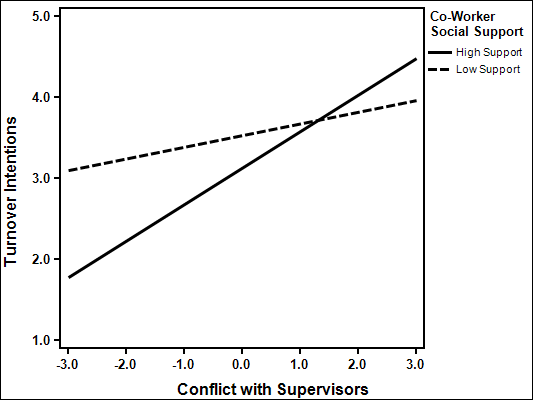 Co-Worker
Social Support
High Support
Low Support
Turnover Intentions
5.0
4.0
3.0
2.0
1.0
-3.0 -2.0 -1.0 0.0 1.0 2.0 3.0
Conflict with Supervisors